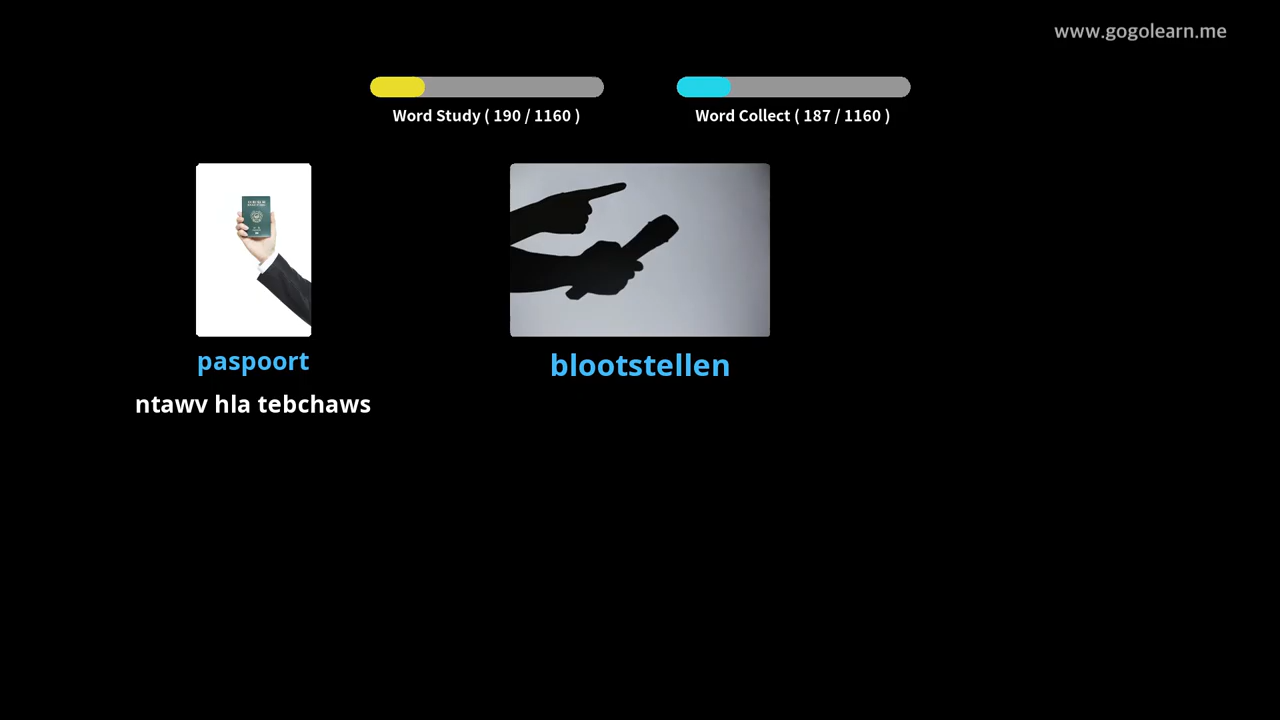 www.gogolearn.me
Word Study ( 190 / 1160 )
Word Collect ( 187 / 1160 )
paspoort
ntawv hla tebchaws
blootstellen